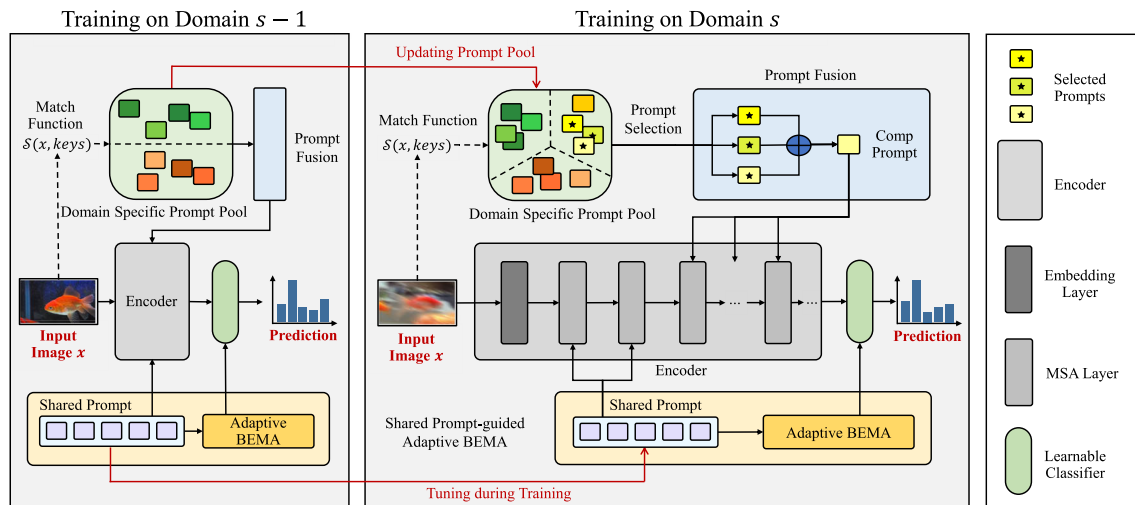 Training on Domain s − 1
Match
Function
𝒮(x, keys)
Prompt
Fusion
Domain Specific Prompt Pool
Encoder
Input
Image x
Prediction
Shared Prompt
Adaptive
BEMA
Training on Domain s
Updating Prompt Pool
Match Function
𝒮(x, keys)
Prompt
Selection
Domain Specific Prompt Pool
Prompt Fusion
Comp
Prompt
Input
Image x
Encoder
Prediction
Shared Prompt-guided
Adaptive BEMA
Shared Prompt
Adaptive BEMA
Tuning during Training
Selected
Prompts
Encoder
Embedding
Layer
MSA Layer
Learnable
Classifier